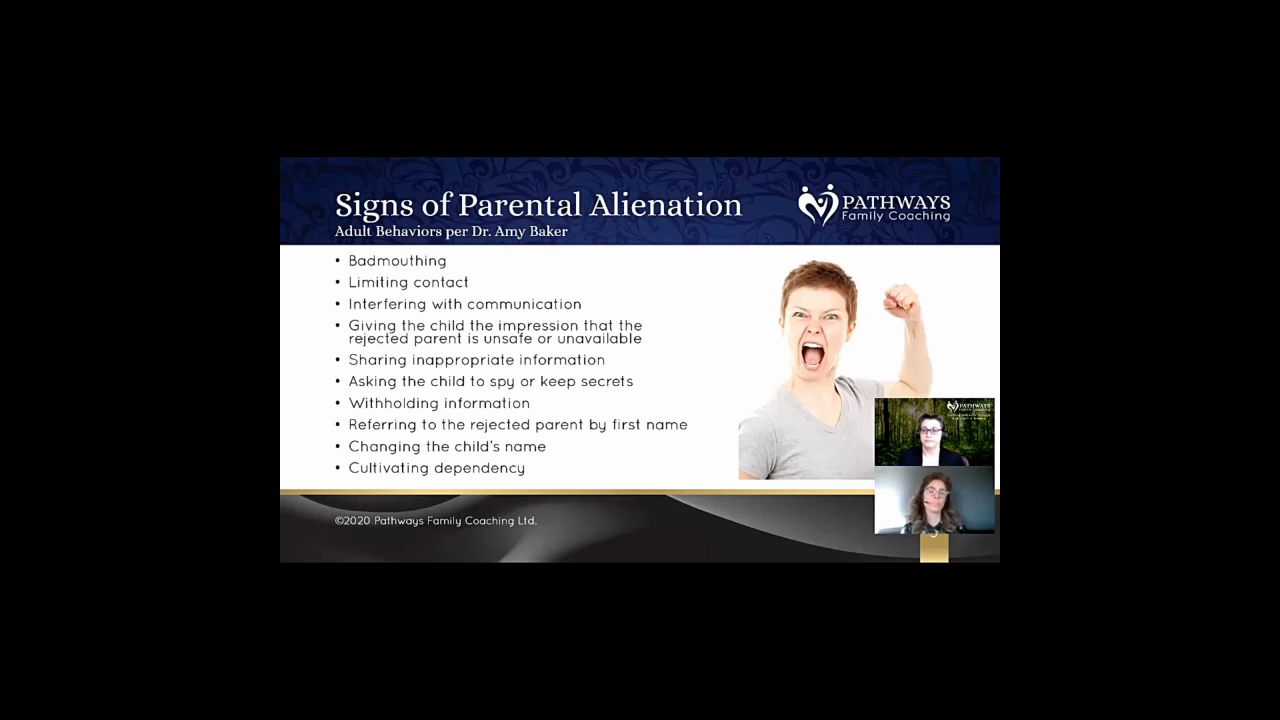 Signs of Parental Alienation
Adult Behaviors per Dr. Amy Baker
PATHWAYS
Family Coaching
• Badmouthing
• Limiting contact
• Interfering with communication
• Giving the child the impression that the
rejected parent is unsafe or unavailable
• Sharing inappropriate information
• Asking the child to spy or keep secrets
• Withholding information
• Referring to the rejected parent by first name
• Changing the child's name
• Cultivating dependency
PATHWAYS
Family Coaching
©2020 Pathways Family Coaching Ltd.